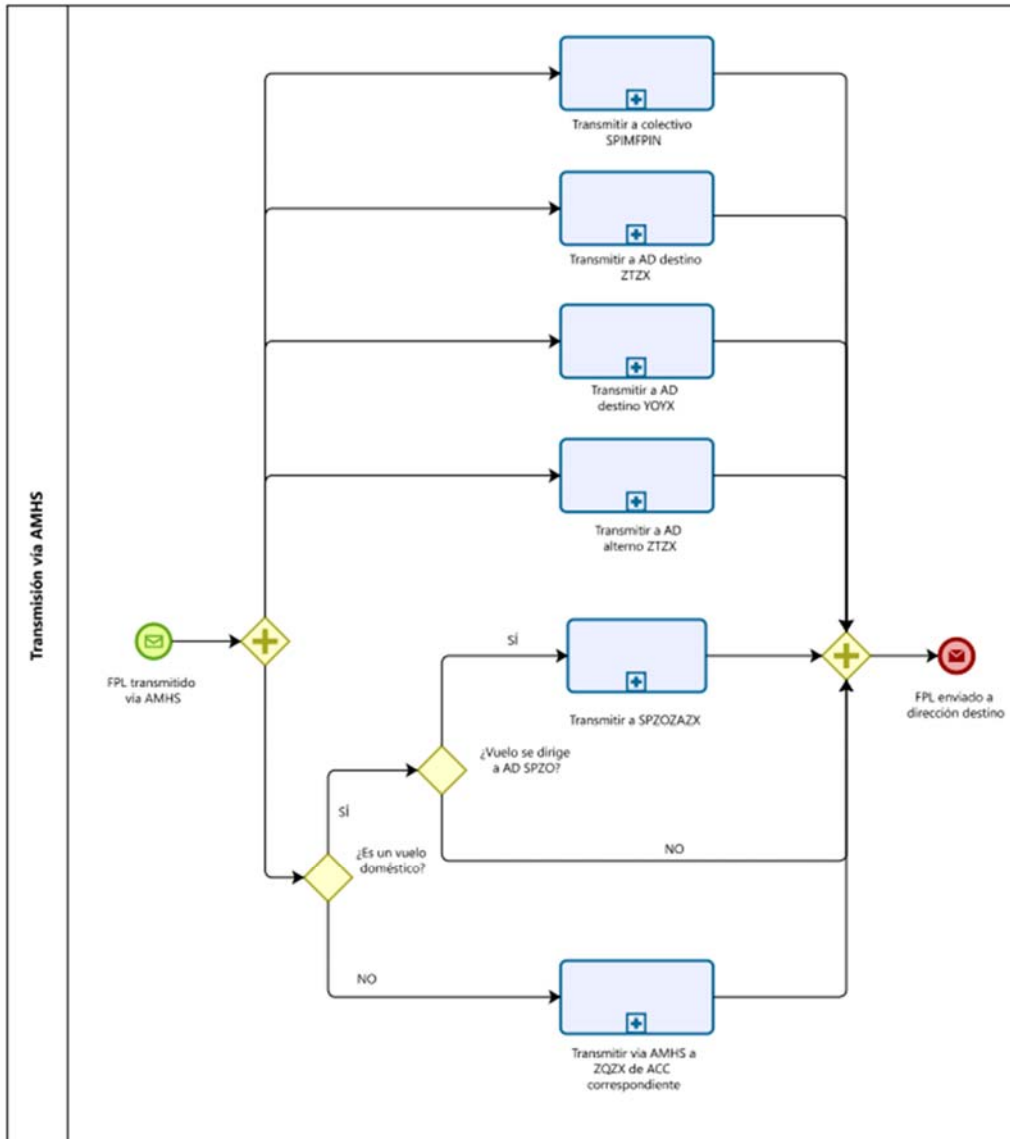 Transmisión vía AMHS
Transmitir a colectivo
SPIMFPIN
Transmitir a AD destino
ZTZX
Transmitir a AD
destino YOYX
Transmitir a AD
alterno ZTZX
FPL transmitido
vía AMHS
SÍ
Transmitir a SPZOZAZX
FPL enviado a
dirección destino
¿Vuelo se dirige
a AD SPZO?
SÍ
NO
¿Es un vuelo
doméstico?
NO
Transmitir via AMHS a
ZQZX de ACC
correspondiente